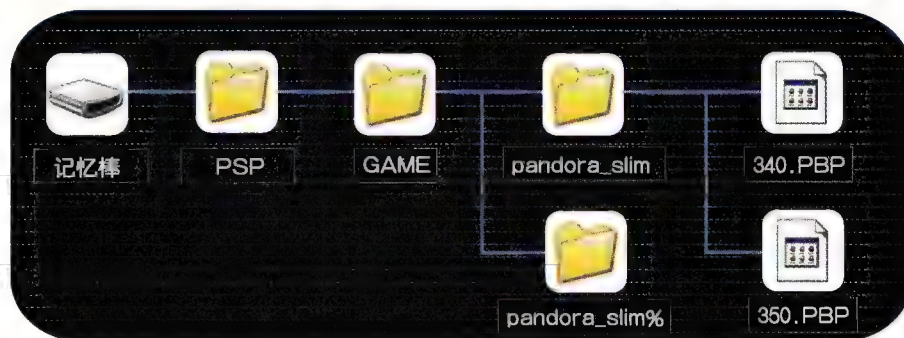 记忆棒
PSP
GAME
pandora_slim
340.PBP
pandora_slim%
350.PBP